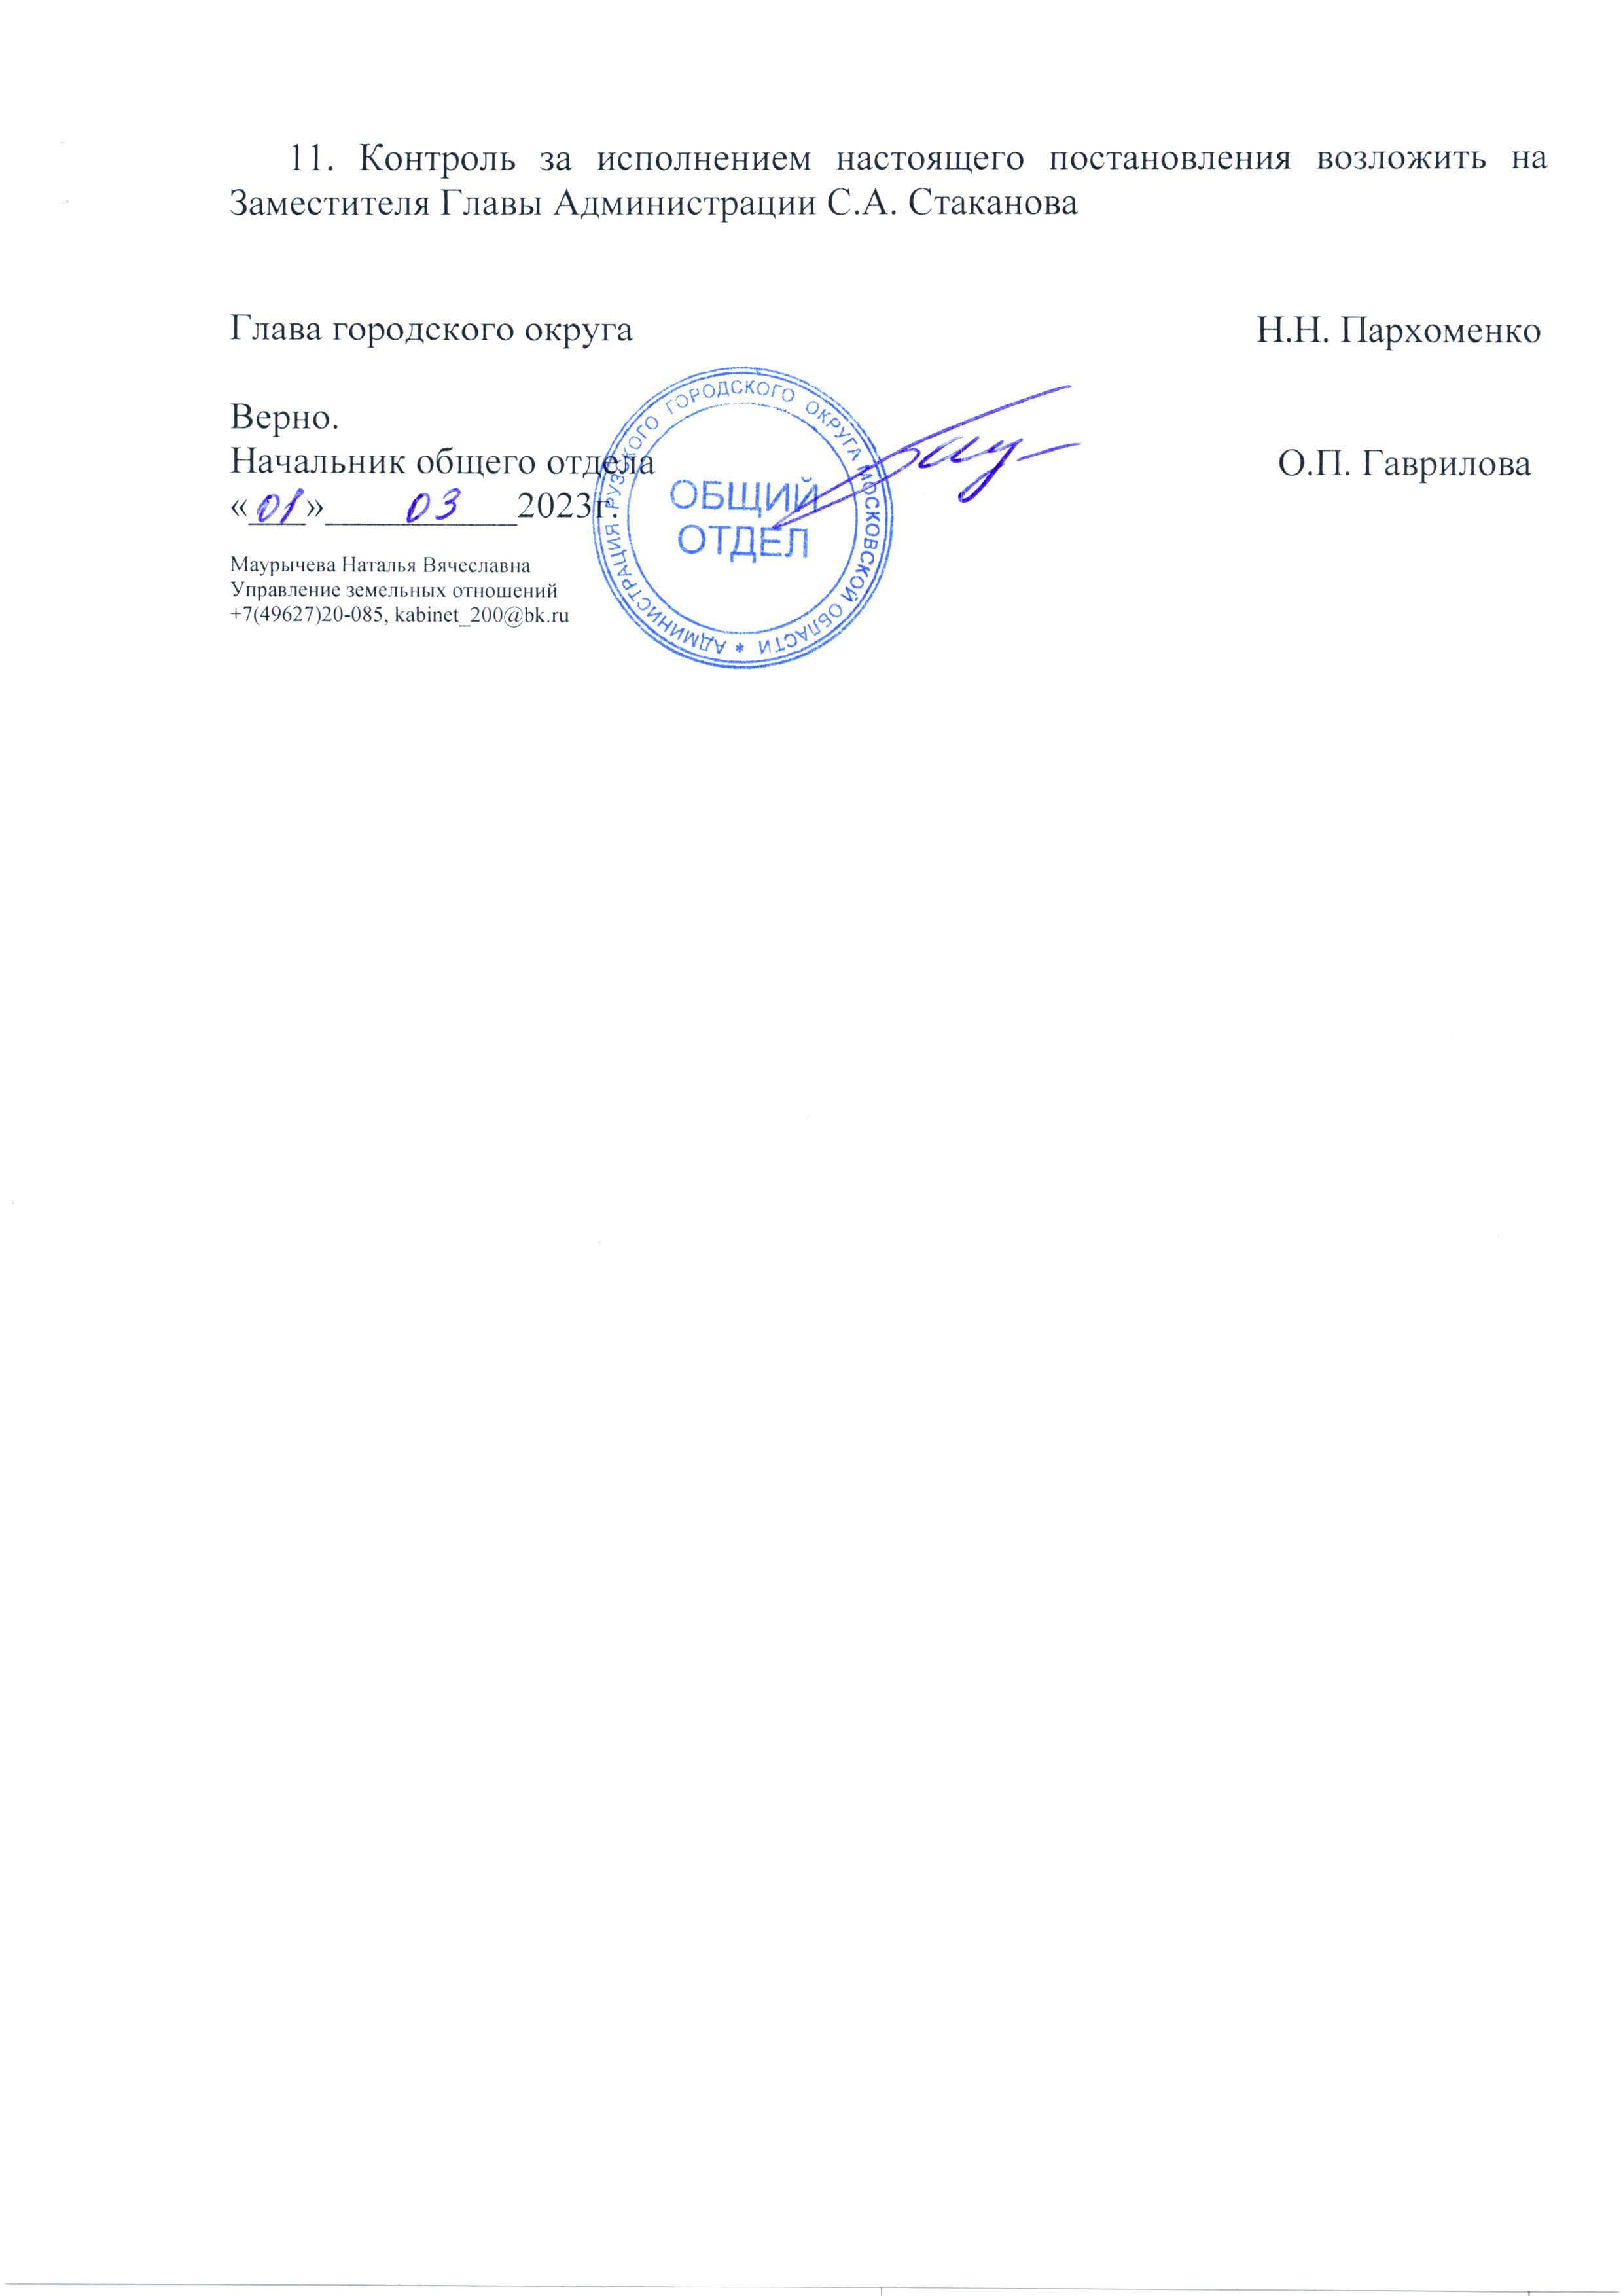 11. Контроль за исполнением настоящего постановления возложить на
Заместителя Главы Администрации С.А. Стаканова
Глава городского округа Н.Н. Пархоменко
Верно.
Начальник общего отдела О.П. Гаврилова
«01» 03 2023г.
Маурычева Наталья Вячеславна
Управление земельных отношений
+7(49627)20-085, kabinet_200@bk.ru
АДМИНИСТРАЦИЯ РУЗСКОГО ГОРОДСКОГО ОКРУГА МОСКОВСКОЙ ОБЛАСТИ *
ОБЩИЙ
ОТДЕЛ